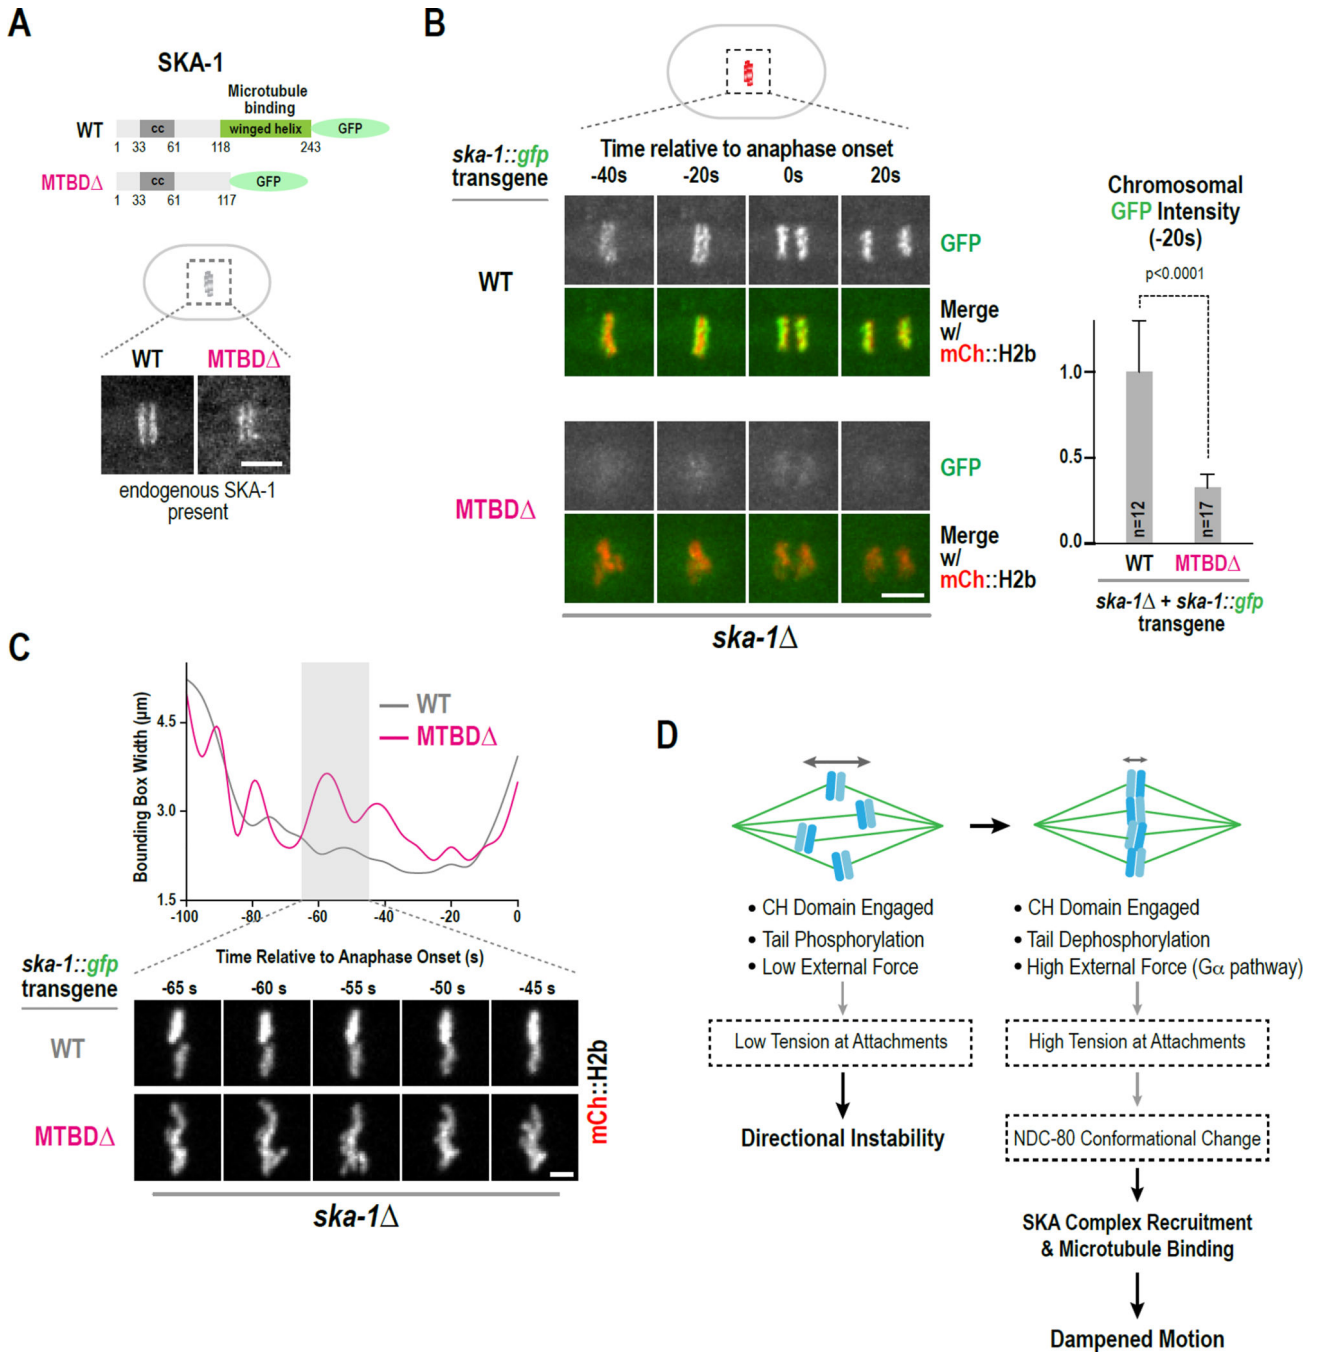 A
SKA-1
Microtubule
binding
WT
cc
winged helix
GFP
1 33 61 118 243
MTBDΔ
cc
GFP
1 33 61 117
WT MTBDΔ
endogenous SKA-1
present
B
Time relative to anaphase onset
ska-1::gfp
transgene
-40s -20s 0s 20s
WT
GFP
Merge
w/
mCh::H2b
MTBDΔ
GFP
Merge
w/
mCh::H2b
ska-1Δ
Chromosomal
GFP Intensity
(-20s)
p<0.0001
1.0
0.5
0.0
n=12
n=17
WT MTBDΔ
ska-1Δ + ska-1::gfp
transgene
C
Bounding Box Width (μm)
4.5
3.0
1.5
WT
MTBDΔ
-100 -80 -60 -40 -20 0
Time Relative to Anaphase Onset (s)
ska-1::gfp
transgene
-65 s -60 s -55 s -50 s -45 s
WT
MTBDΔ
mCh::H2b
ska-1Δ
D
• CH Domain Engaged
• Tail Phosphorylation
• Low External Force
Low Tension at Attachments
Directional Instability
• CH Domain Engaged
• Tail Dephosphorylation
• High External Force (Gα pathway)
High Tension at Attachments
NDC-80 Conformational Change
SKA Complex Recruitment
& Microtubule Binding
Dampened Motion